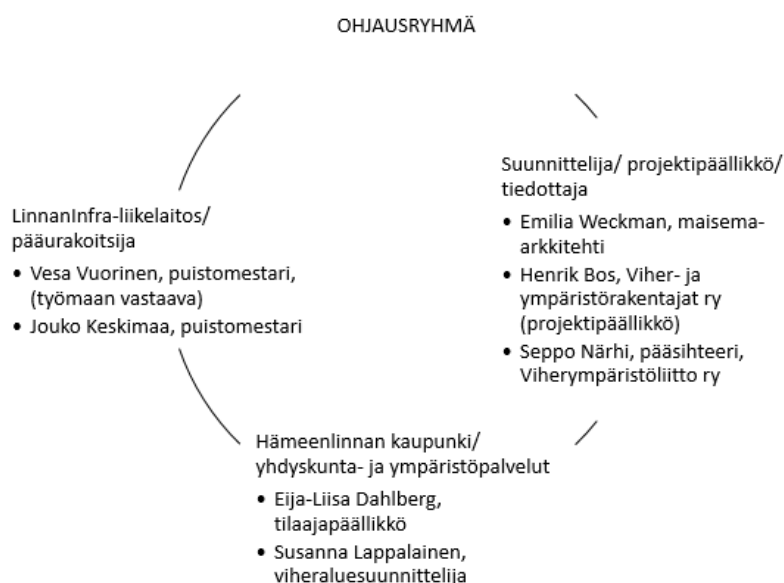 OHJAUSRYHMÄ
Suunnittelija/ projektipäällikkö/
tiedottaja
• Emilia Weckman, maisema-
arkkitehti
• Henrik Bos, Viher- ja
ympäristörakentajat ry
(projektipäällikkö)
• Seppo Närhi, pääsihteeri,
Viherympäristöliitto ry
Hämeenlinnan kaupunki/
yhdyskunta- ja ympäristöpalvelut
• Eija-Liisa Dahlberg,
tilaajapäällikkö
• Susanna Lappalainen,
viheraluesuunnittelija
LinnanInfra-liikelaitos/
pääurakoitsija
• Vesa Vuorinen, puistomestari,
(työmaan vastaava)
• Jouko Keskimaa, puistomestari